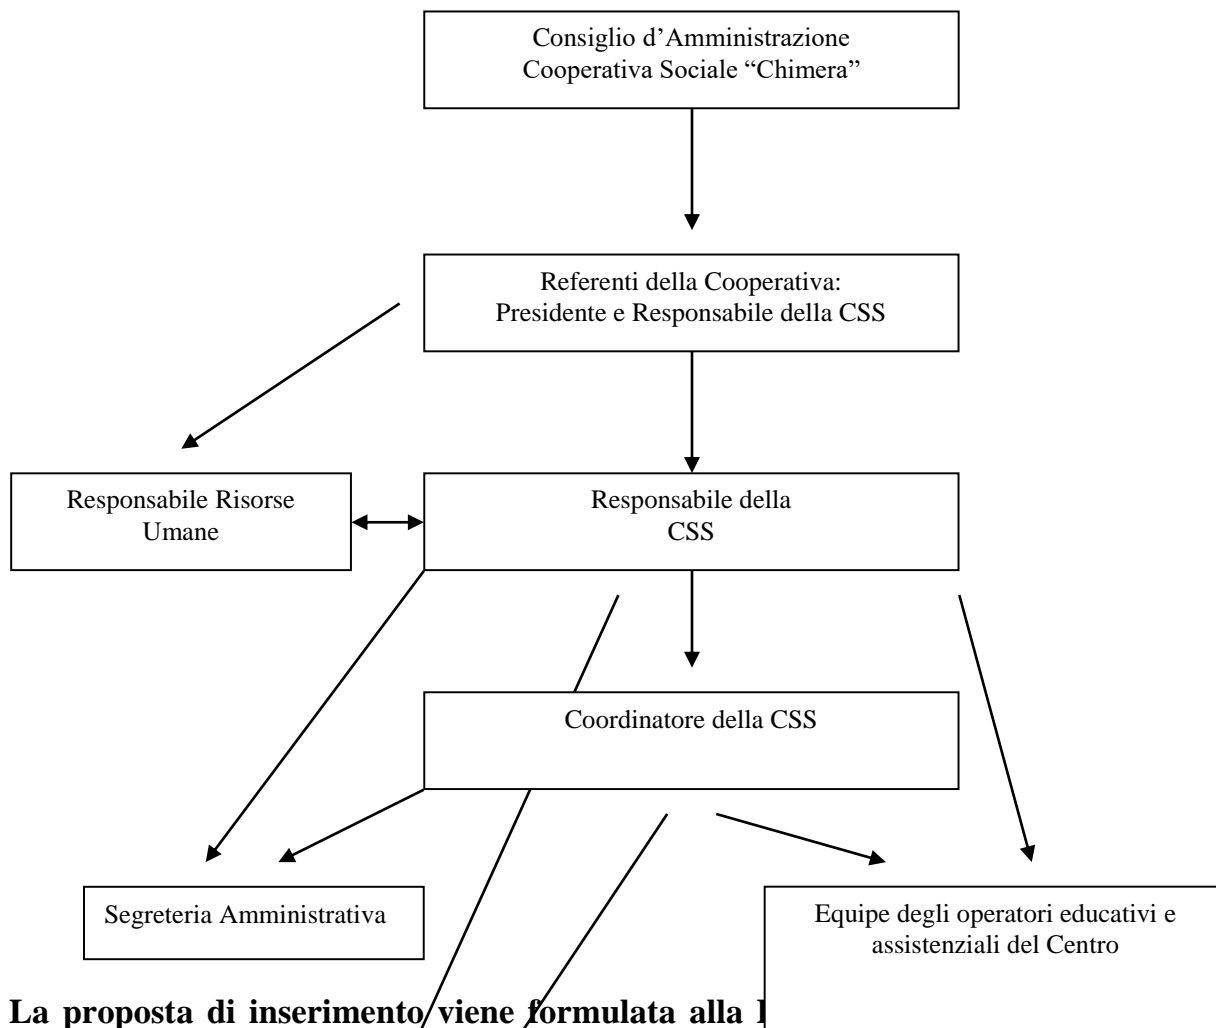 Consiglio d’Amministrazione
Cooperativa Sociale “Chimera”
Referenti della Cooperativa:
Presidente e Responsabile della CSS
Responsabile Risorse
Umane
Responsabile della
CSS
Coordinatore della CSS
Segreteria Amministrativa
Equipe degli operatori educativi e
assistenziali del Centro
La proposta di inserimento viene formulata alla